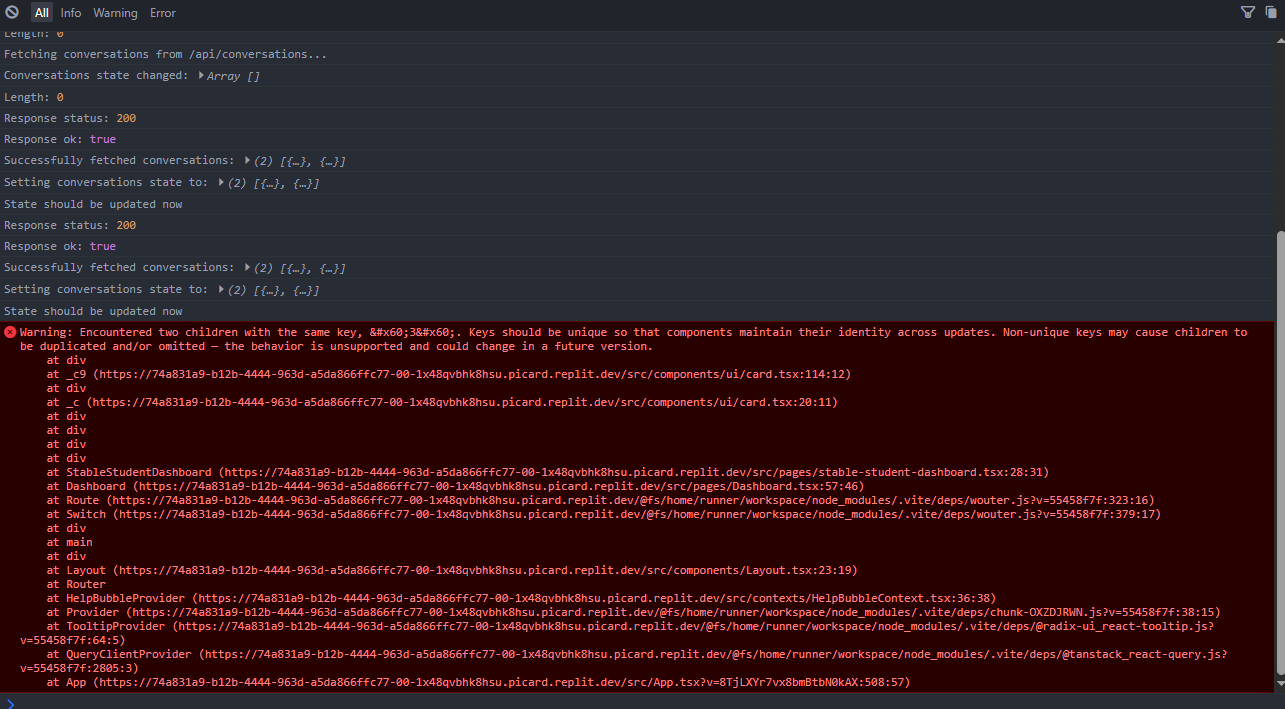 All Info Warning Error
Length: 0
Fetching conversations from /api/conversations...
Conversations state changed: Array []
Length: 0
Response status: 200
Response ok: true
Successfully fetched conversations: (2) [{…}, {…}]
Setting conversations state to: (2) [{…}, {…}]
State should be updated now
Response status: 200
Response ok: true
Successfully fetched conversations: (2) [{…}, {…}]
Setting conversations state to: (2) [{…}, {…}]
State should be updated now
Warning: Encountered two children with the same key, &#x60;3&#x60;. Keys should be unique so that components maintain their identity across updates. Non-unique keys may cause children to
be duplicated and/or omitted — the behavior is unsupported and could change in a future version.
at div
at _c9 (https://74a831a9-b12b-4444-963d-a5da866ffc77-00-1x48qvbhk8hsu.picard.replit.dev/src/components/ui/card.tsx:114:12)
at div
at _c (https://74a831a9-b12b-4444-963d-a5da866ffc77-00-1x48qvbhk8hsu.picard.replit.dev/src/components/ui/card.tsx:20:11)
at div
at div
at div
at div
at StableStudentDashboard (https://74a831a9-b12b-4444-963d-a5da866ffc77-00-1x48qvbhk8hsu.picard.replit.dev/src/pages/stable-student-dashboard.tsx:28:31)
at Dashboard (https://74a831a9-b12b-4444-963d-a5da866ffc77-00-1x48qvbhk8hsu.picard.replit.dev/src/pages/Dashboard.tsx:57:46)
at Route (https://74a831a9-b12b-4444-963d-a5da866ffc77-00-1x48qvbhk8hsu.picard.replit.dev/@fs/home/runner/workspace/node_modules/.vite/deps/wouter.js?v=55458f7f:323:16)
at Switch (https://74a831a9-b12b-4444-963d-a5da866ffc77-00-1x48qvbhk8hsu.picard.replit.dev/@fs/home/runner/workspace/node_modules/.vite/deps/wouter.js?v=55458f7f:379:17)
at div
at main
at div
at Layout (https://74a831a9-b12b-4444-963d-a5da866ffc77-00-1x48qvbhk8hsu.picard.replit.dev/src/components/Layout.tsx:23:19)
at Router
at HelpBubbleProvider (https://74a831a9-b12b-4444-963d-a5da866ffc77-00-1x48qvbhk8hsu.picard.replit.dev/src/contexts/HelpBubbleContext.tsx:36:38)
at Provider (https://74a831a9-b12b-4444-963d-a5da866ffc77-00-1x48qvbhk8hsu.picard.replit.dev/@fs/home/runner/workspace/node_modules/.vite/deps/chunk-OXZDJRWN.js?v=55458f7f:38:15)
at TooltipProvider (https://74a831a9-b12b-4444-963d-a5da866ffc77-00-1x48qvbhk8hsu.picard.replit.dev/@fs/home/runner/workspace/node_modules/.vite/deps/@radix-ui_react-tooltip.js?
v=55458f7f:64:5)
at QueryClientProvider (https://74a831a9-b12b-4444-963d-a5da866ffc77-00-1x48qvbhk8hsu.picard.replit.dev/@fs/home/runner/workspace/node_modules/.vite/deps/@tanstack_react-query.js?
v=55458f7f:2805:3)
at App (https://74a831a9-b12b-4444-963d-a5da866ffc77-00-1x48qvbhk8hsu.picard.replit.dev/src/App.tsx?v=8TjLXYr7vx8bmBtbN0kAX:508:57)